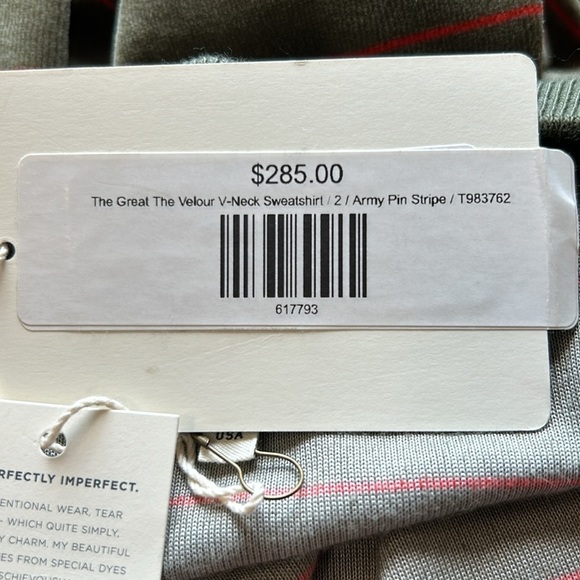 $285.00
The Great The Velour V-Neck Sweatshirt / 2 / Army Pin Stripe / T983762
617793
USA
RFECTLY IMPERFECT.
ENTIONAL WEAR, TEAR
- WHICH QUITE SIMPLY,
Y CHARM. MY BEAUTIFUL
ES FROM SPECIAL DYES
SCHIEVOUS